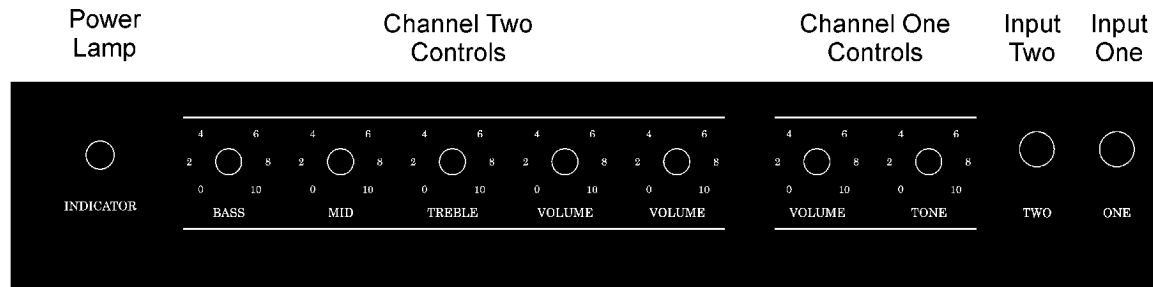 Power Channel Two Channel One Input Input
Lamp Controls Controls Two One
4 6 4 6 4 6 4 6 4 6 4 6 4 6
2 8 2 8 2 8 2 8 2 8 2 8 2 8
0 10 0 10 0 10 0 10 0 10 0 10 0 10
INDICATOR BASS MID TREBLE VOLUME VOLUME VOLUME TONE TWO ONE